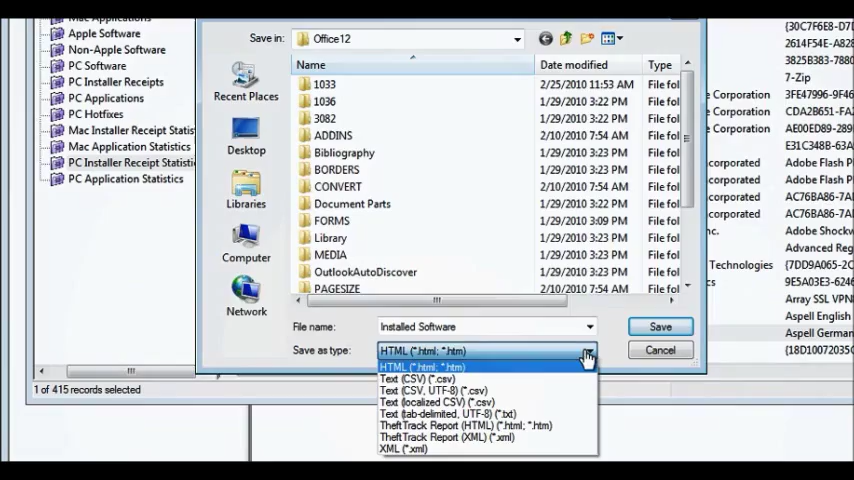 Mac Applications
Apple Software
Non-Apple Software
PC Software
PC Installer Receipts
PC Applications
PC Hotfixes
Mac Installer Receipt Statis
Mac Application Statistics
PC Installer Receipt Statisti
PC Application Statistics
1 of 415 records selected
Save in:
Office12
Recent Places
Desktop
Libraries
Computer
Network
Name Date modified Type
1033 2/25/2010 11:53 AM File fol
1036 1/29/2010 3:22 PM File fol
3082 1/29/2010 3:22 PM File fol
ADDINS 2/10/2010 7:54 AM File fol
Bibliography 1/29/2010 3:23 PM File fol
BORDERS 1/29/2010 3:23 PM File fol
CONVERT 2/10/2010 7:54 AM File fol
Document Parts 1/29/2010 3:22 PM File fol
FORMS 1/29/2010 3:09 PM File fol
Library 1/29/2010 3:23 PM File fol
MEDIA 1/29/2010 3:23 PM File fol
OutlookAutoDiscover 1/29/2010 3:23 PM File fol
PAGESIZE 2/10/2010 7:54 AM File fol
File name: Installed Software Save
Save as type: HTML (*.html; *.htm) Cancel
HTML (*.html; *.htm)
Text (CSV) (*.csv)
Text (CSV, UTF-8) (*.csv)
Text (localized CSV) (*.csv)
Text (tab-delimited, UTF-8) (*.txt)
TheftTrack Report (HTML) (*.html; *.htm)
TheftTrack Report (XML) (*.xml)
XML (*.xml)
{30C7F6E8-D7D
2614F54E-A828
3825B383-7880
7-Zip
e Corporation 3FE47996-9F46
e Corporation CDA2B651-FA2
e Corporation AE00ED89-289
E31C348B-63A
corporated Adobe Flash P
corporated Adobe Flash P
corporated AC76BA86-7A
corporated AC76BA86-7A
nc. Adobe Shockw
Advanced Reg
Technologies {7DD9A065-2C
s 9E5A03E3-6
Array SSL VPN
Aspell English
Aspell German
{18D10072035C